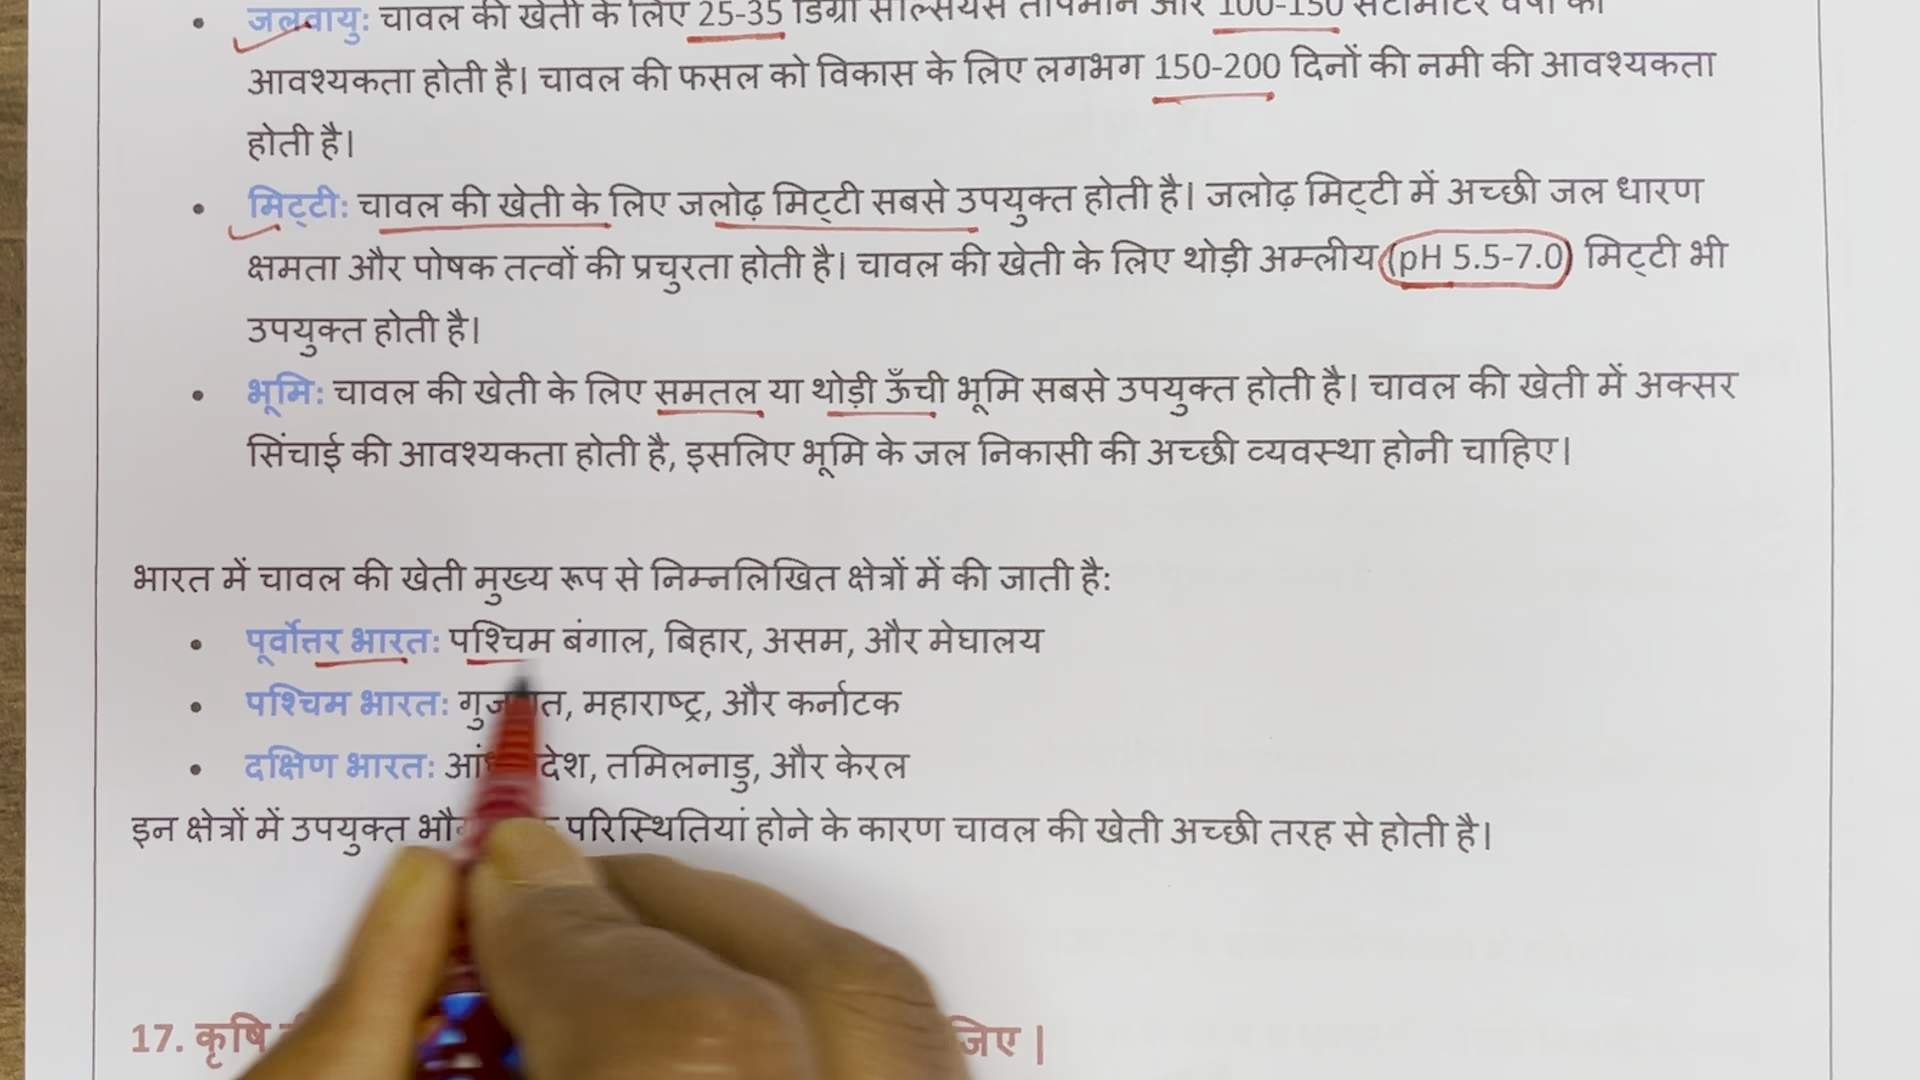 जलवायु: चावल की खेती के लिए 25-35 डिग्री सेल्सियस तापमान और 100-150 सेंटीमीटर वर्षा की
आवश्यकता होती है। चावल की फसल को विकास के लिए लगभग 150-200 दिनों की नमी की आवश्यकता
होती है।
मिट्टी: चावल की खेती के लिए जलोढ़ मिट्टी सबसे उपयुक्त होती है। जलोढ़ मिट्टी में अच्छी जल धारण
क्षमता और पोषक तत्वों की प्रचुरता होती है। चावल की खेती के लिए थोड़ी अम्लीय (pH 5.5-7.0) मिट्टी भी
उपयुक्त होती है।
भूमि: चावल की खेती के लिए समतल या थोड़ी ऊँची भूमि सबसे उपयुक्त होती है। चावल की खेती में अक्सर
सिंचाई की आवश्यकता होती है, इसलिए भूमि के जल निकासी की अच्छी व्यवस्था होनी चाहिए।
भारत में चावल की खेती मुख्य रूप से निम्नलिखित क्षेत्रों में की जाती है:
पूर्वोत्तर भारत: पश्चिम बंगाल, बिहार, असम, और मेघालय
पश्चिम भारत: गुजरात, महाराष्ट्र, और कर्नाटक
दक्षिण भारत: तमिलनाडु, और केरल
इन क्षेत्रों में उपयुक्त परिस्थितियां होने के कारण चावल की खेती अच्छी तरह से होती है।
17. कृषि